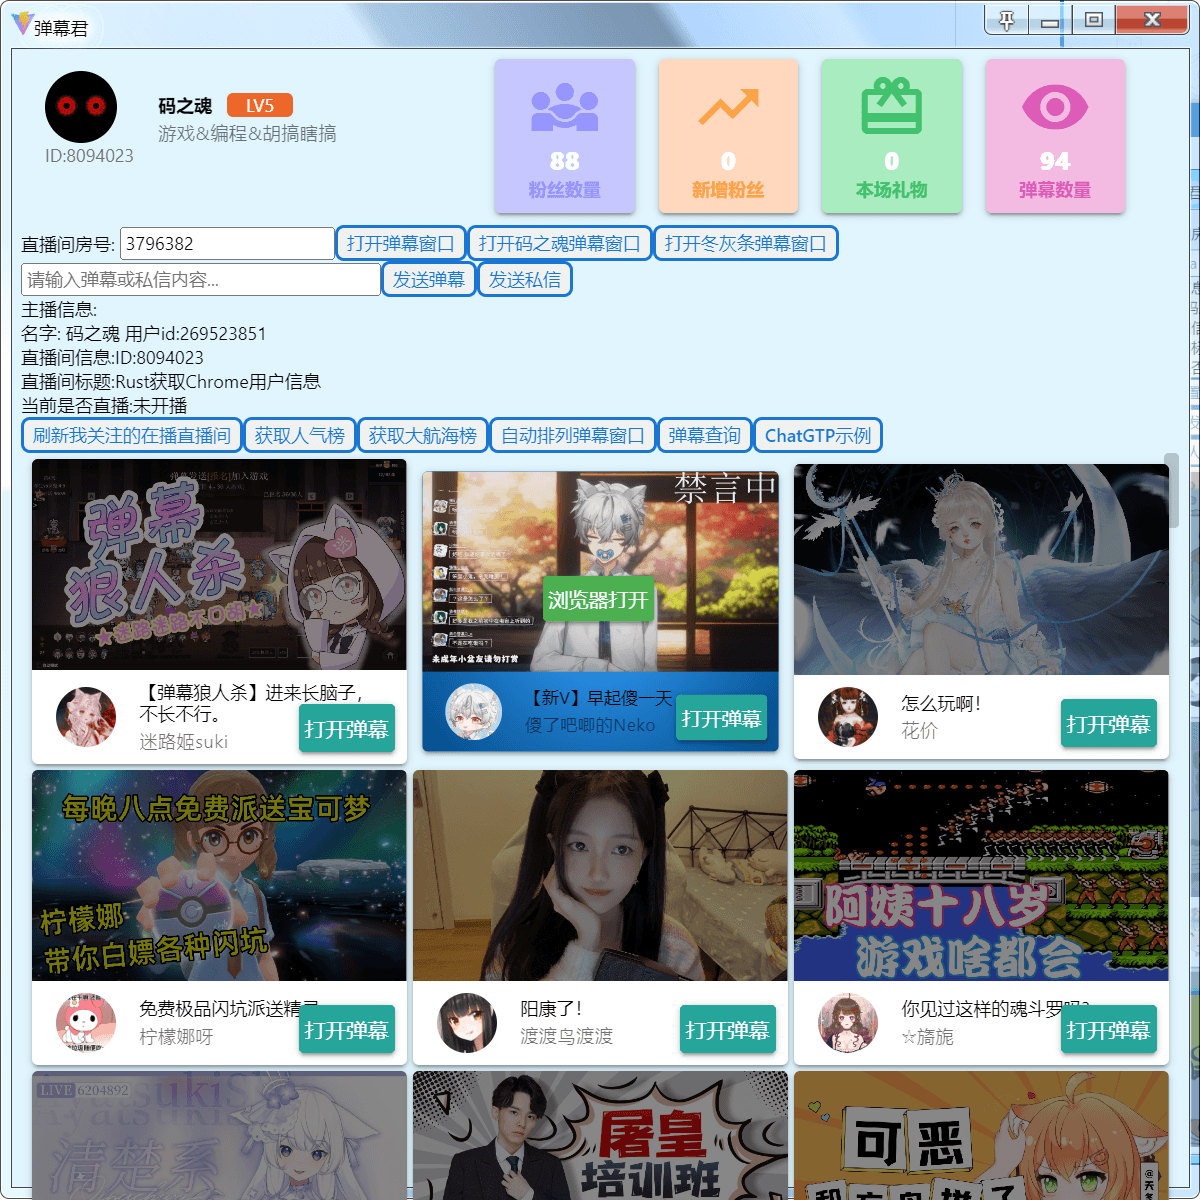 弹幕君
码之魂 LV5
游戏&编程&胡搞瞎搞
ID:8094023
88
粉丝数量
0
新增粉丝
0
本场礼物
94
弹幕数量
直播间房号: 3796382 打开弹幕窗口 打开码之魂弹幕窗口 打开冬灰条弹幕窗口
请输入弹幕或私信内容... 发送弹幕 发送私信
主播信息:
名字: 码之魂 用户id:269523851
直播间信息:ID:8094023
直播间标题:Rust获取Chrome用户信息
当前是否直播:未开播
刷新我关注的在播直播间 获取人气榜 获取大航海榜 自动排列弹幕窗口 弹幕查询 ChatGTP示例
弹幕
狼人杀
★迷路迷路不口胡★
【弹幕狼人杀】进来长脑子，
不长不行。
迷路姬suki
打开弹幕
禁言中
浏览器打开
未成年小盆友请勿打赏
【新V】早起傻一天
傻了吧唧的Neko
打开弹幕
怎么玩啊！
花价
打开弹幕
每晚八点免费派送宝可梦
柠檬娜
带你白嫖各种闪坑
免费极品闪坑派送精灵
柠檬娜呀
打开弹幕
阳康了！
渡渡鸟渡渡
打开弹幕
阿姨十八岁
游戏啥都会
你见过这样的魂斗罗吗?
☆旖旎
打开弹幕
LIVE 6204892
清楚系
屠皇
培训班
可恶